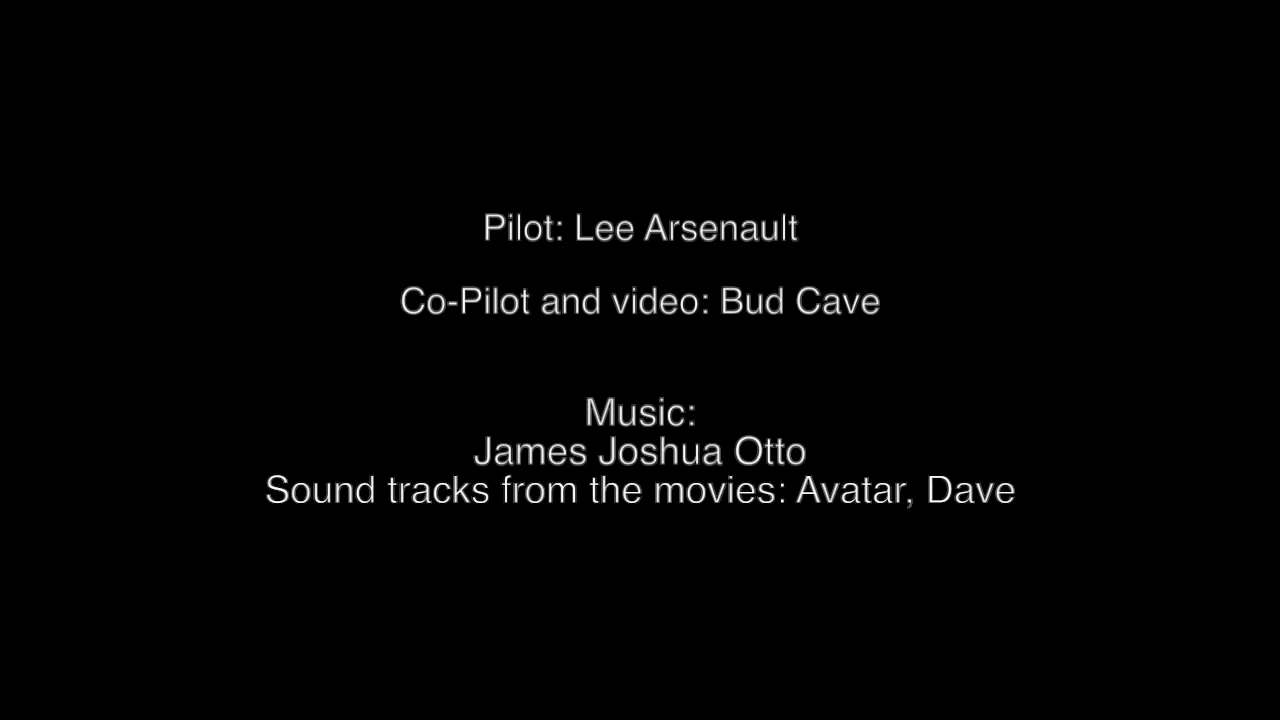 Pilot: Lee Arsenault
Co-Pilot and video: Bud Cave
Music:
James Joshua Otto
Sound tracks from the movies: Avatar, Dave